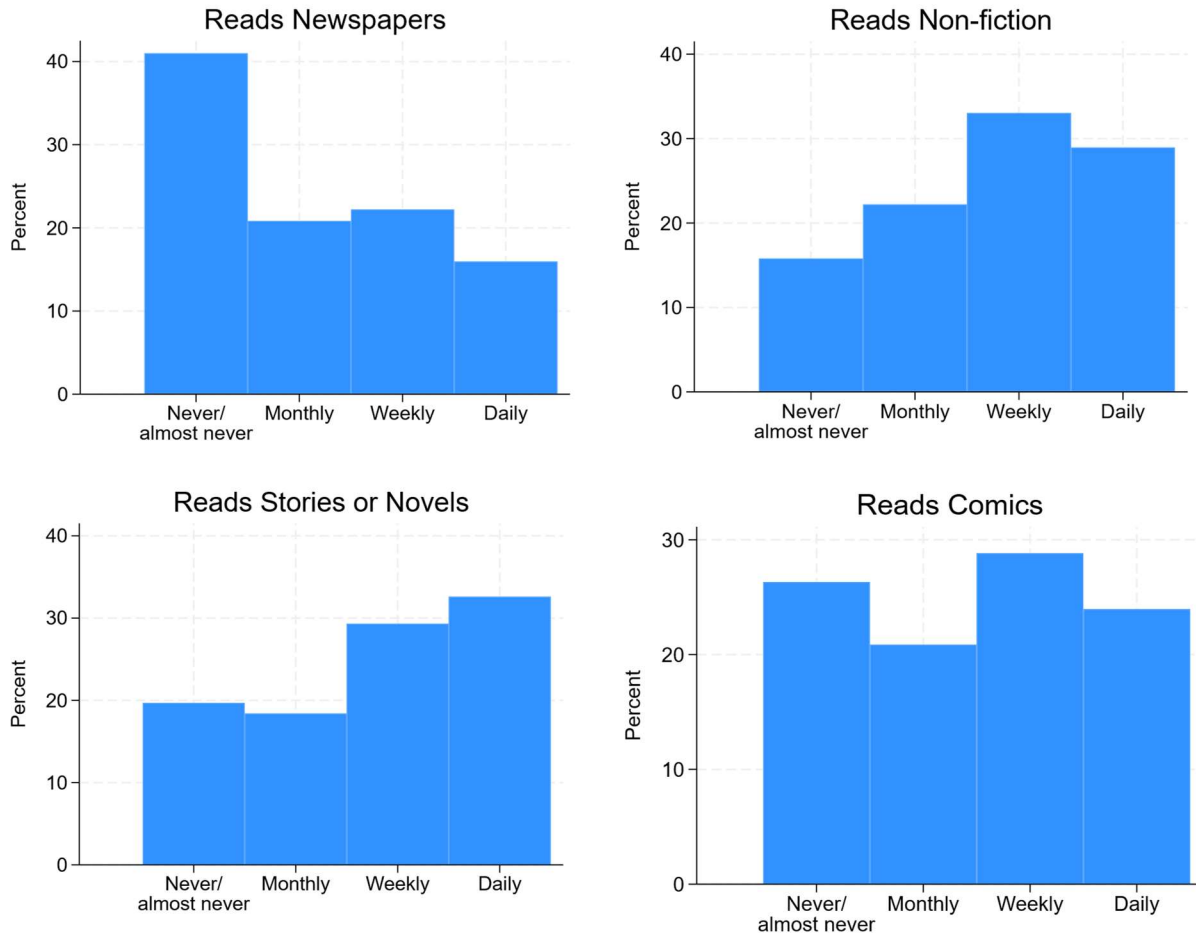 Reads Newspapers
Percent
40
30
20
10
0
Never/
almost never
Monthly
Weekly
Daily
Reads Non-fiction
Percent
40
30
20
10
0
Never/
almost never
Monthly
Weekly
Daily
Reads Stories or Novels
Percent
40
30
20
10
0
Never/
almost never
Monthly
Weekly
Daily
Reads Comics
Percent
30
20
10
0
Never/
almost never
Monthly
Weekly
Daily